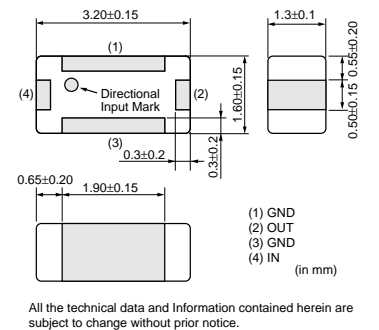 3.20±0.15
1.3±0.1
(1)
(4)
Directional
Input Mark
(2)
1.60±0.15
0.55±0.20
0.50±0.15
(3)
0.3±0.2
0.3±0.2
0.65±0.20
1.90±0.15
(1) GND
(2) OUT
(3) GND
(4) IN
(in mm)
All the technical data and Information contained herein are
subject to change without prior notice.